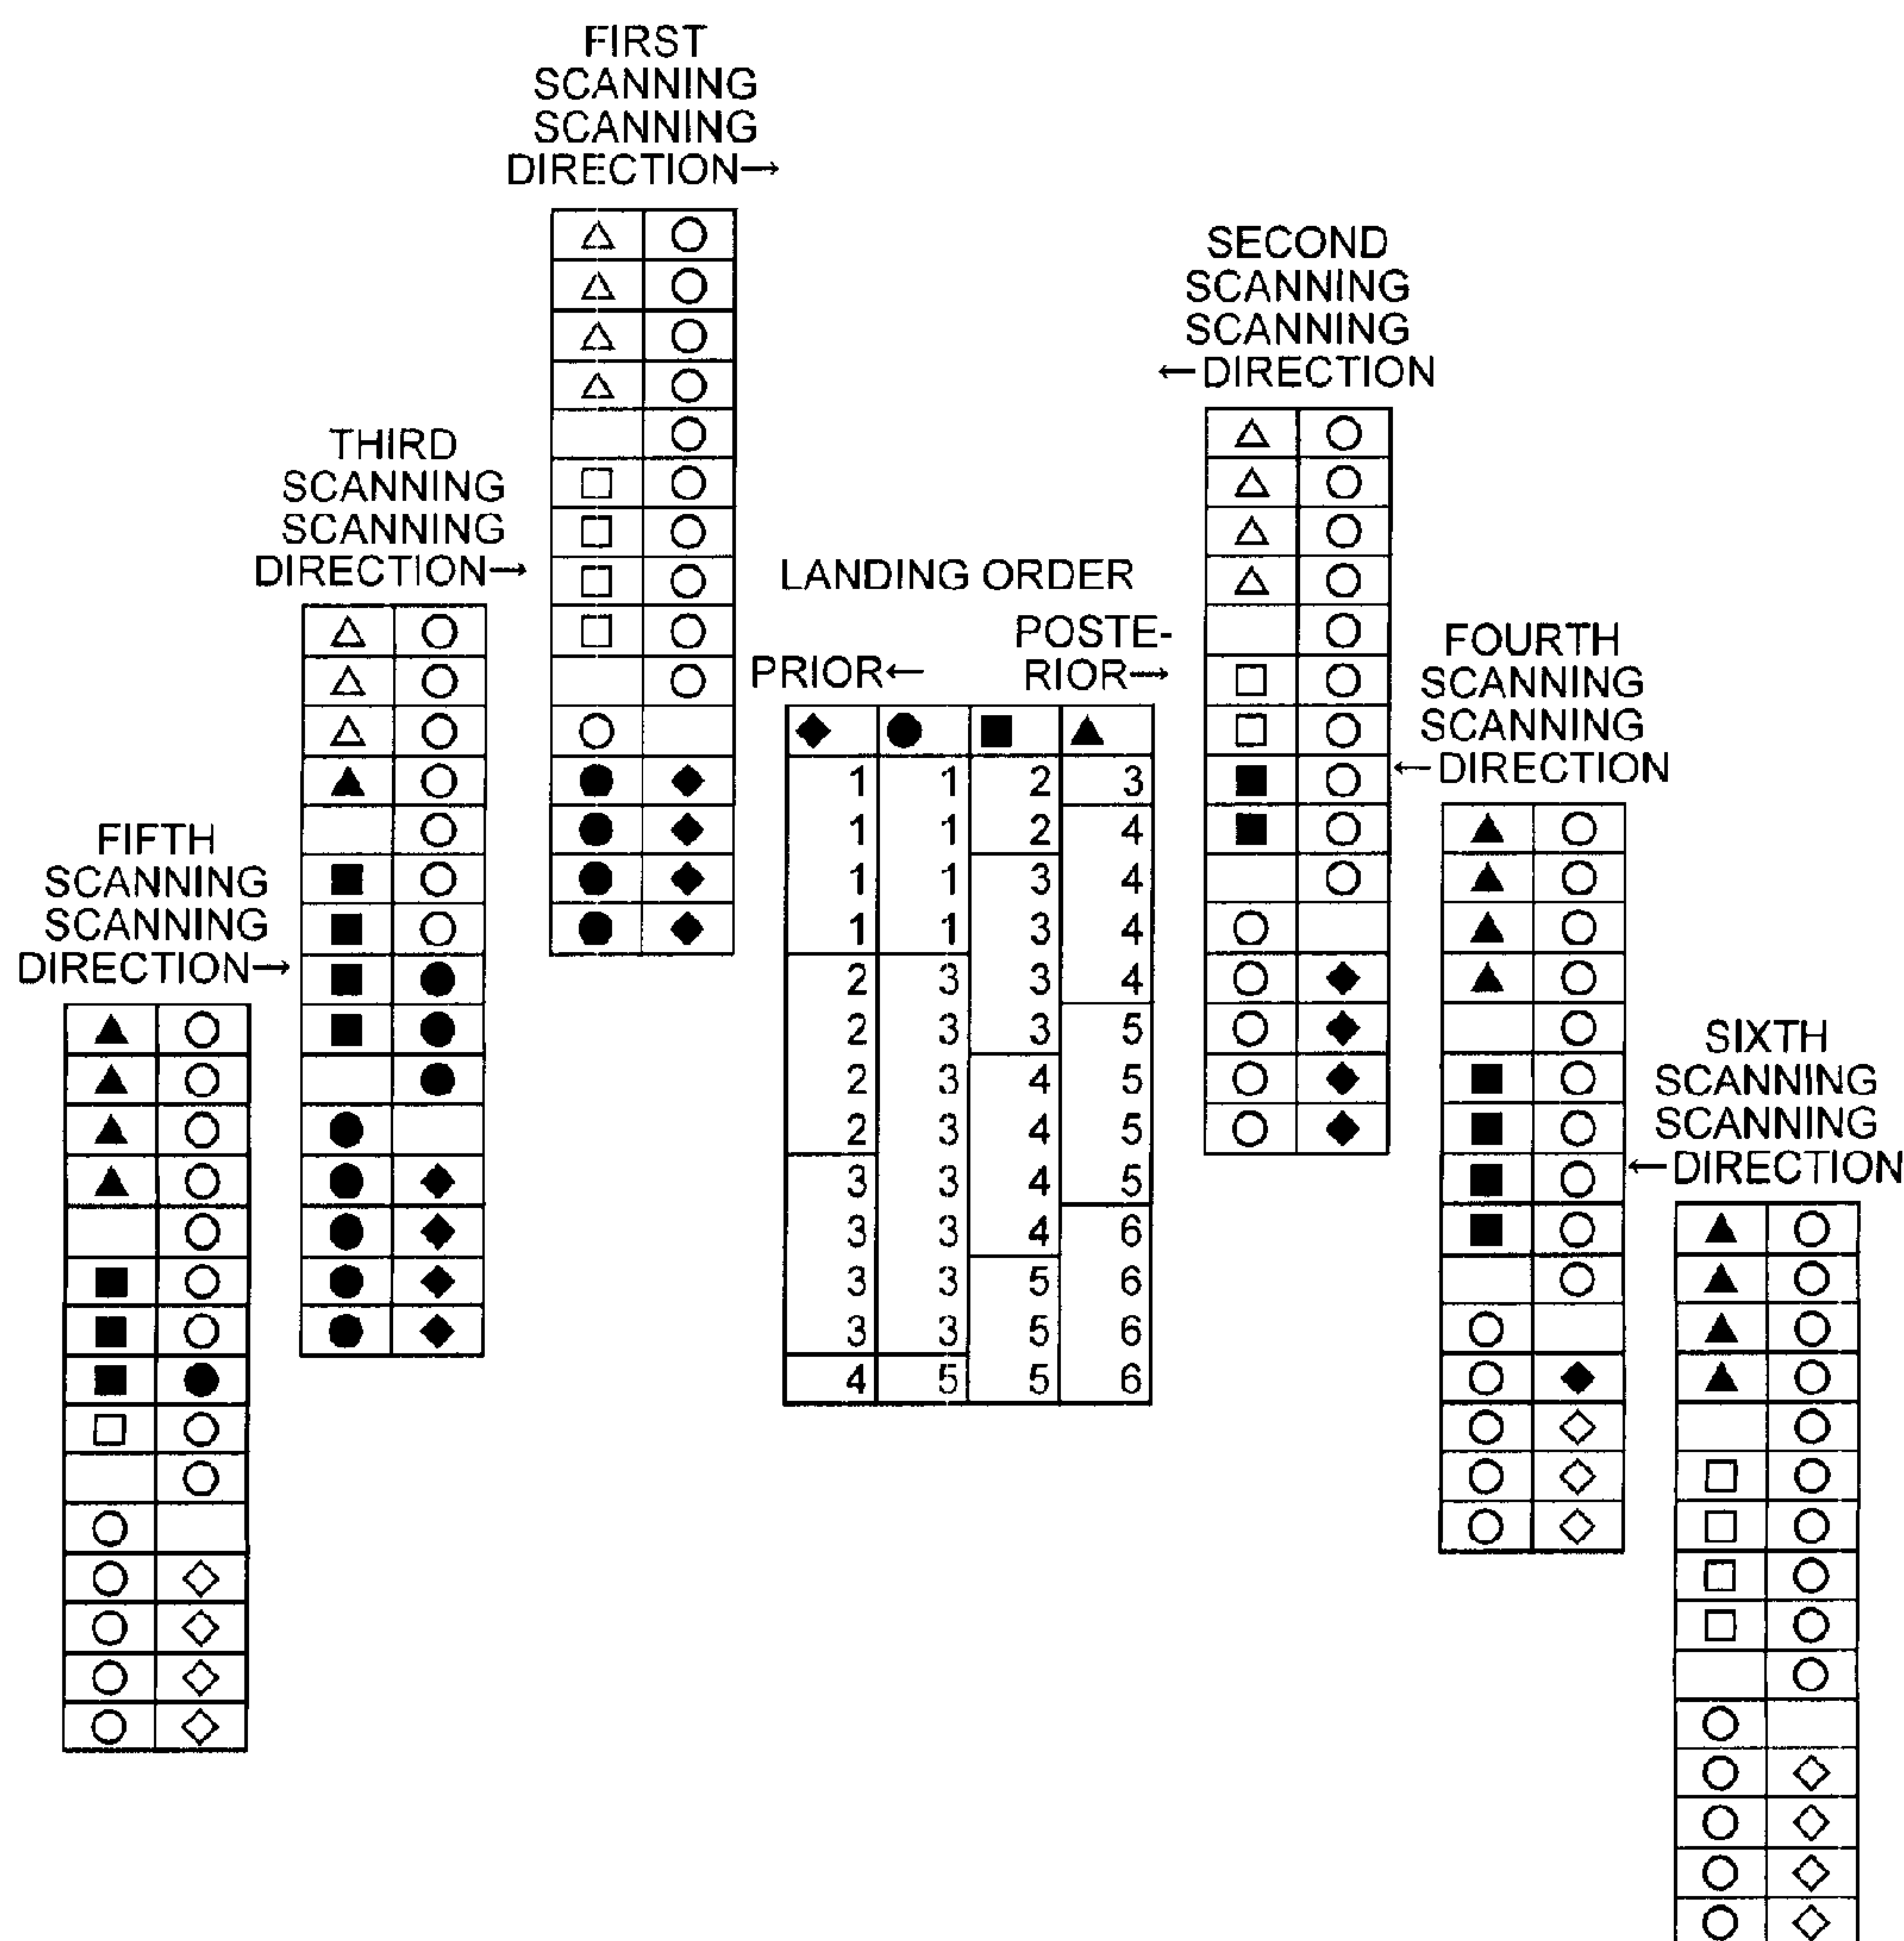 FIRST
SCANNING
SCANNING
DIRECTION→
SECOND
SCANNING
SCANNING
←DIRECTION
THIRD
SCANNING
SCANNING
DIRECTION→
LANDING ORDER
POSTE-
PRIOR← RIOR→
FOURTH
SCANNING
SCANNING
←DIRECTION
◆ ● ■ ▲
1 1 2 3
1 1 2 4
1 1 3 4
1 1 3 4
2 3 3 4
2 3 3 5
2 3 4 5
2 3 4 5
3 3 4 5
3 3 4 6
3 3 5 6
3 3 5 6
4 5 5 6
FIFTH
SCANNING
SCANNING
DIRECTION→
SIXTH
SCANNING
SCANNING
←DIRECTION